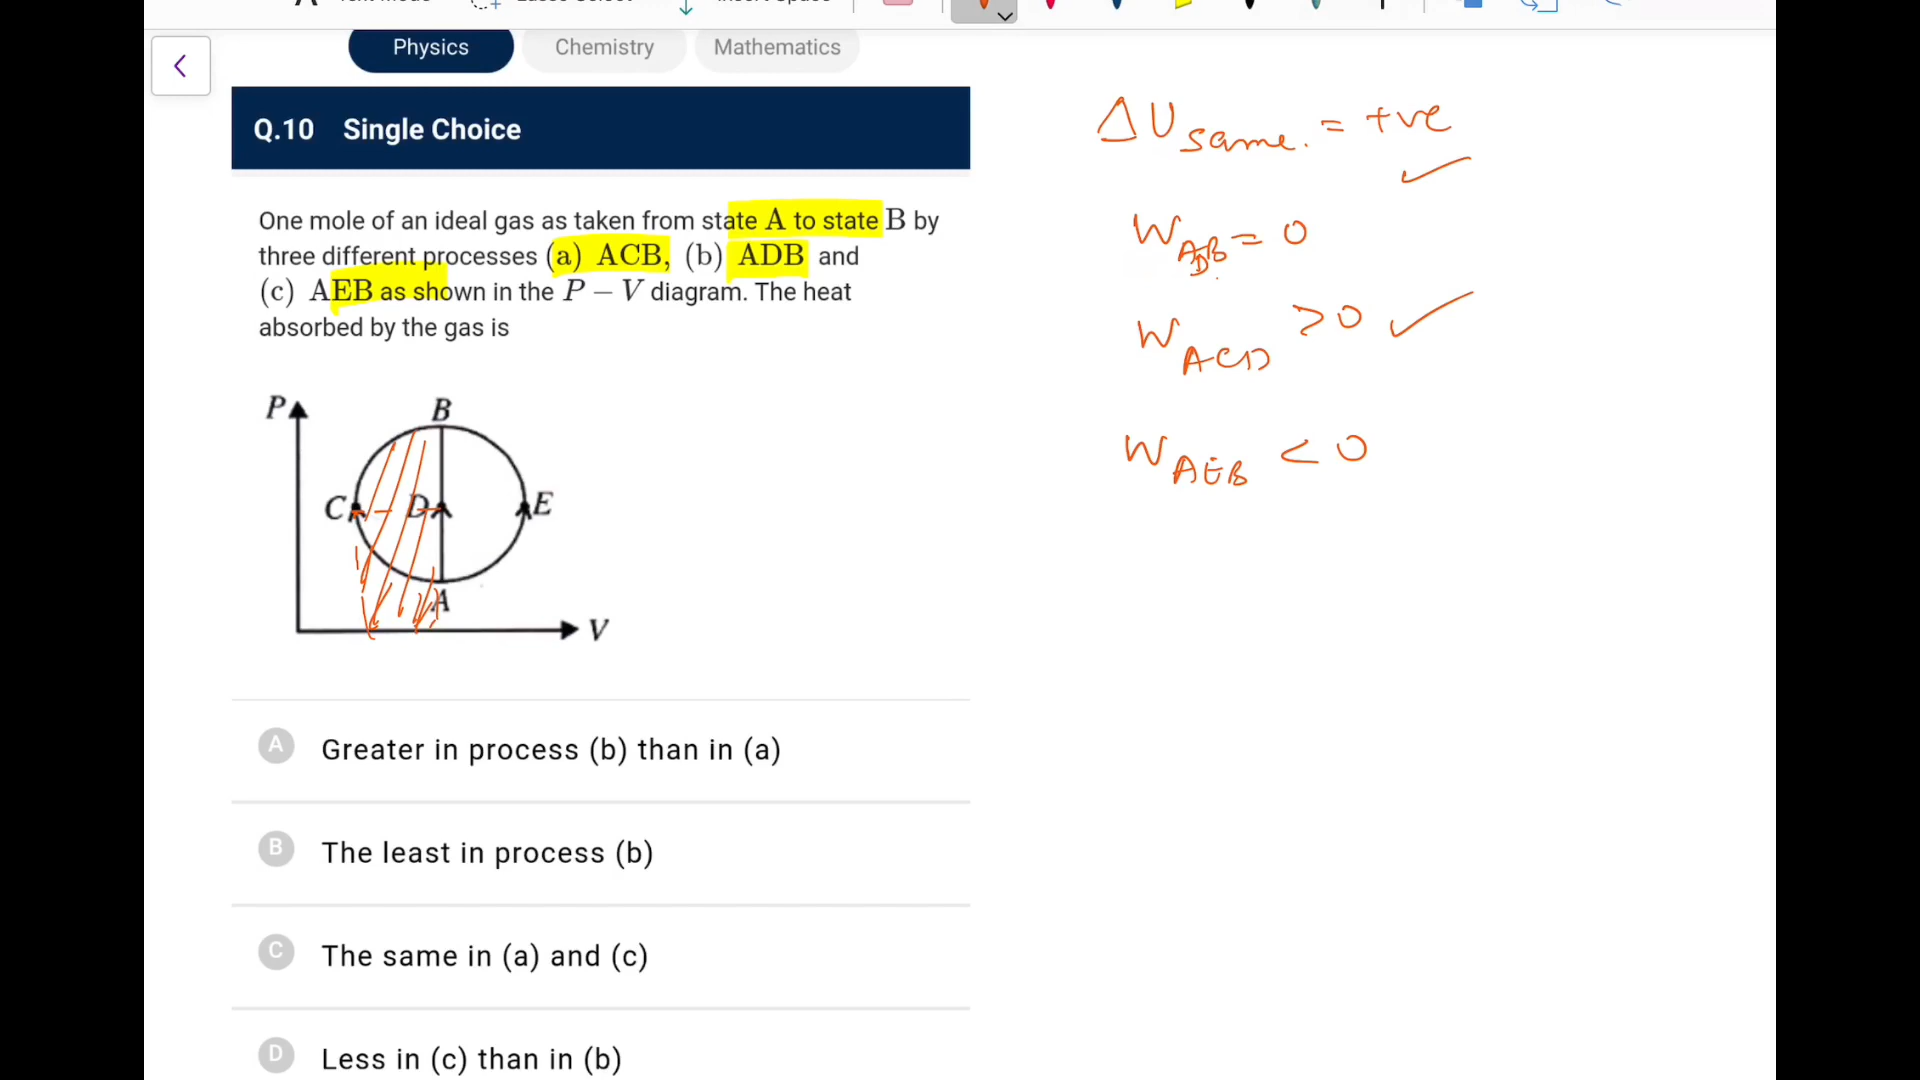 Physics Chemistry Mathematics
Q.10 Single Choice
One mole of an ideal gas as taken from state A to state B by
three different processes (a) ACB, (b) ADB and
(c) AEB as shown in the P − V diagram. The heat
absorbed by the gas is
P
B
C
D
E
A
V
A Greater in process (b) than in (a)
B The least in process (b)
C The same in (a) and (c)
D Less in (c) than in (b)
ΔU same. = +ve
W ADB = 0
W ACD > 0
W AEB < 0